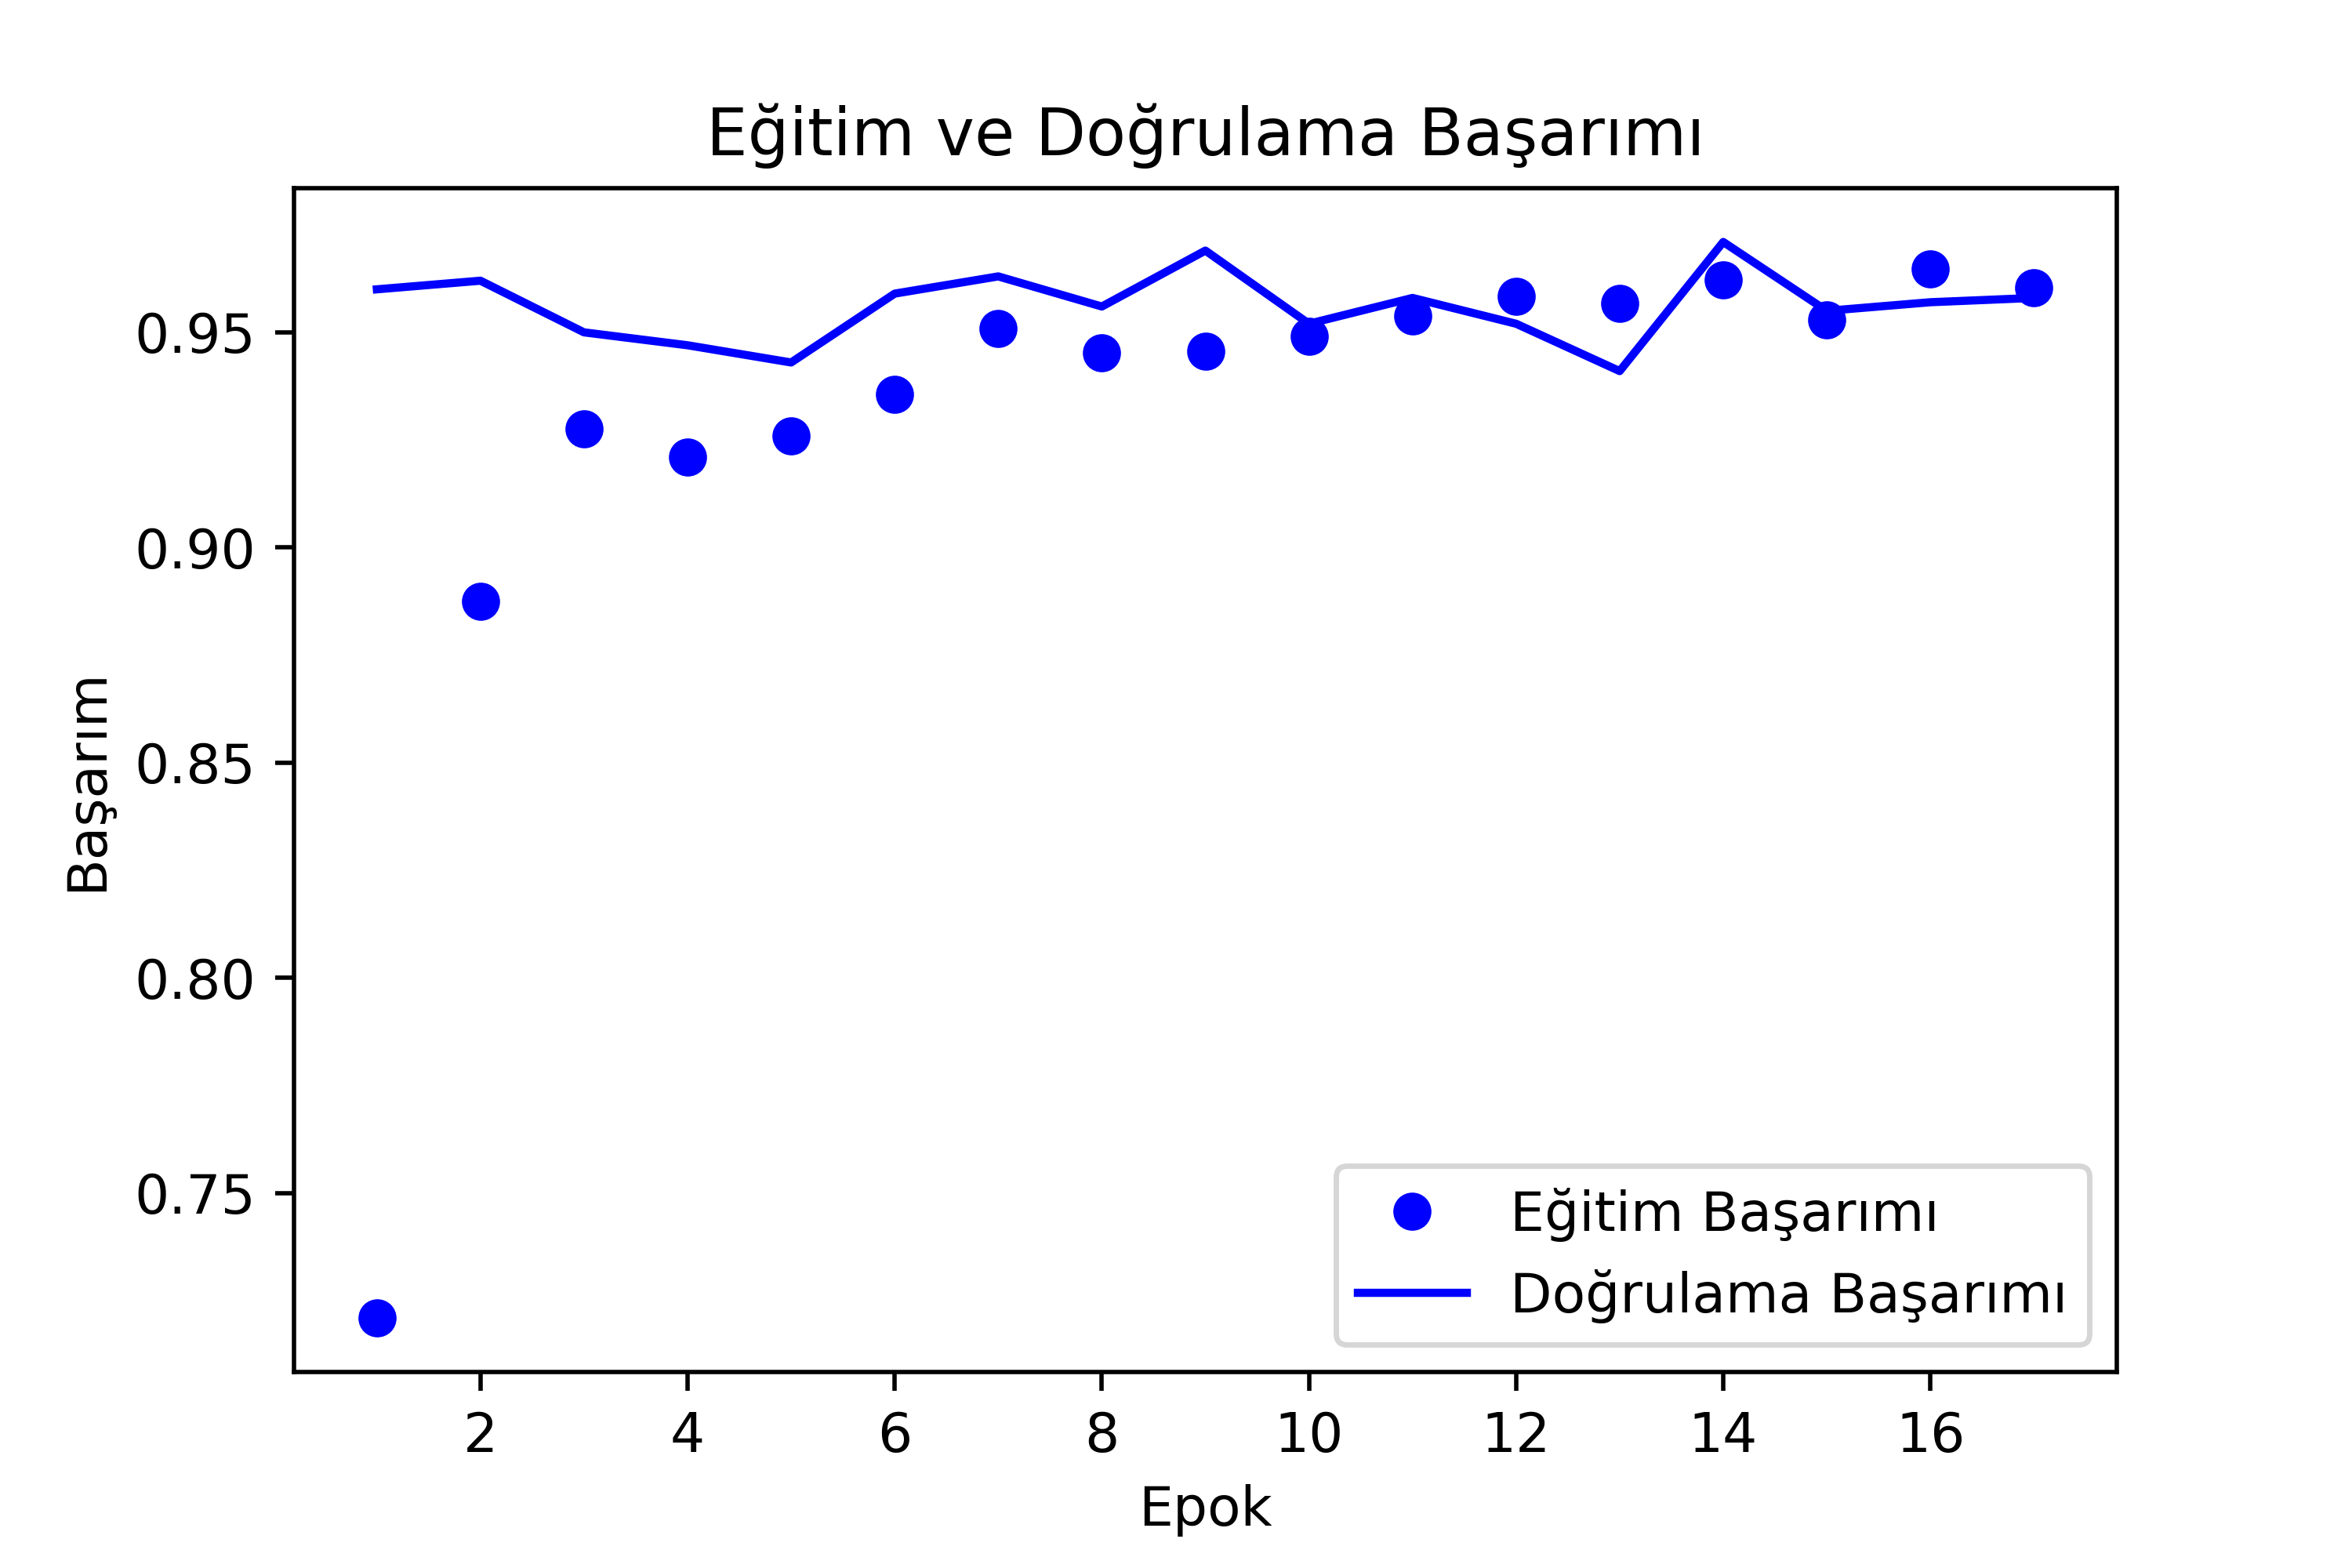 Eğitim ve Doğrulama Başarımı
Başarım
0.95
0.90
0.85
0.80
0.75
Eğitim Başarımı
Doğrulama Başarımı
2 4 6 8 10 12 14 16
Epok